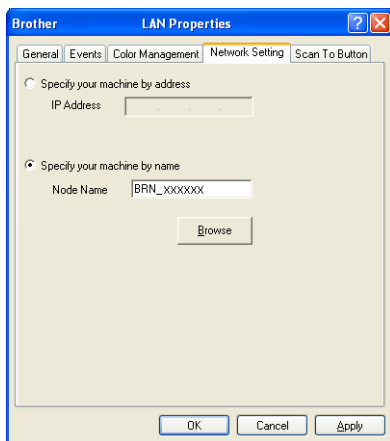 Brother LAN Properties
General Events Color Management Network Setting Scan To Button
Specify your machine by address
IP Address . . .
Specify your machine by name
Node Name BRN_xxxxxx
Browse
OK Cancel Apply